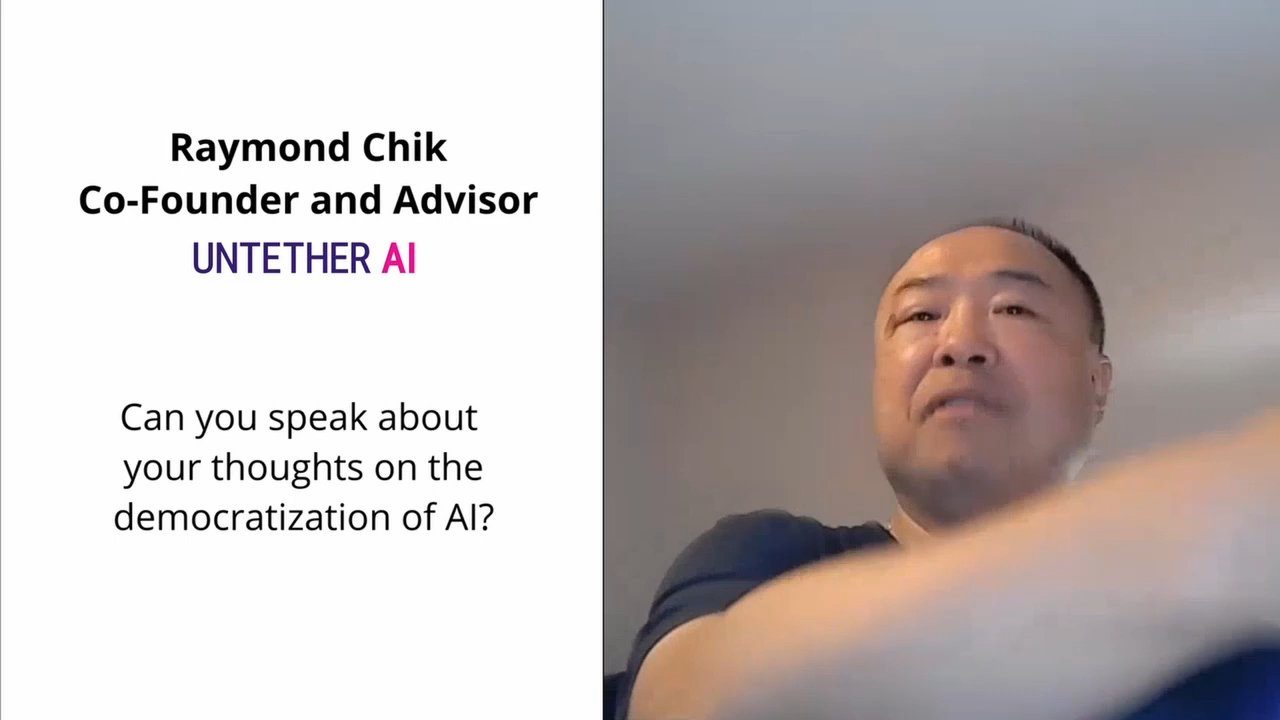 Raymond Chik
Co-Founder and Advisor
UNTETHER AI
Can you speak about
your thoughts on the
democratization of AI?